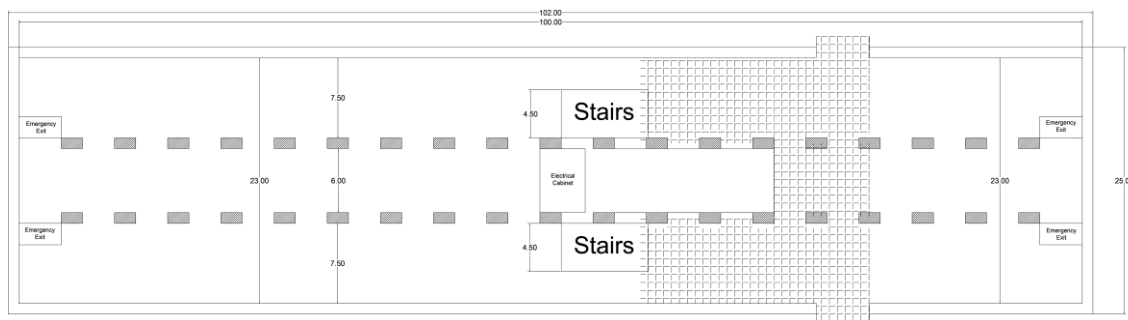 102.00
100.00
7.50
4.50
Stairs
Emergency
Exit
Emergency
Exit
23.00
6.00
Electrical
Cabinet
23.00
25.0
Emergency
Exit
Emergency
Exit
4.50
Stairs
7.50